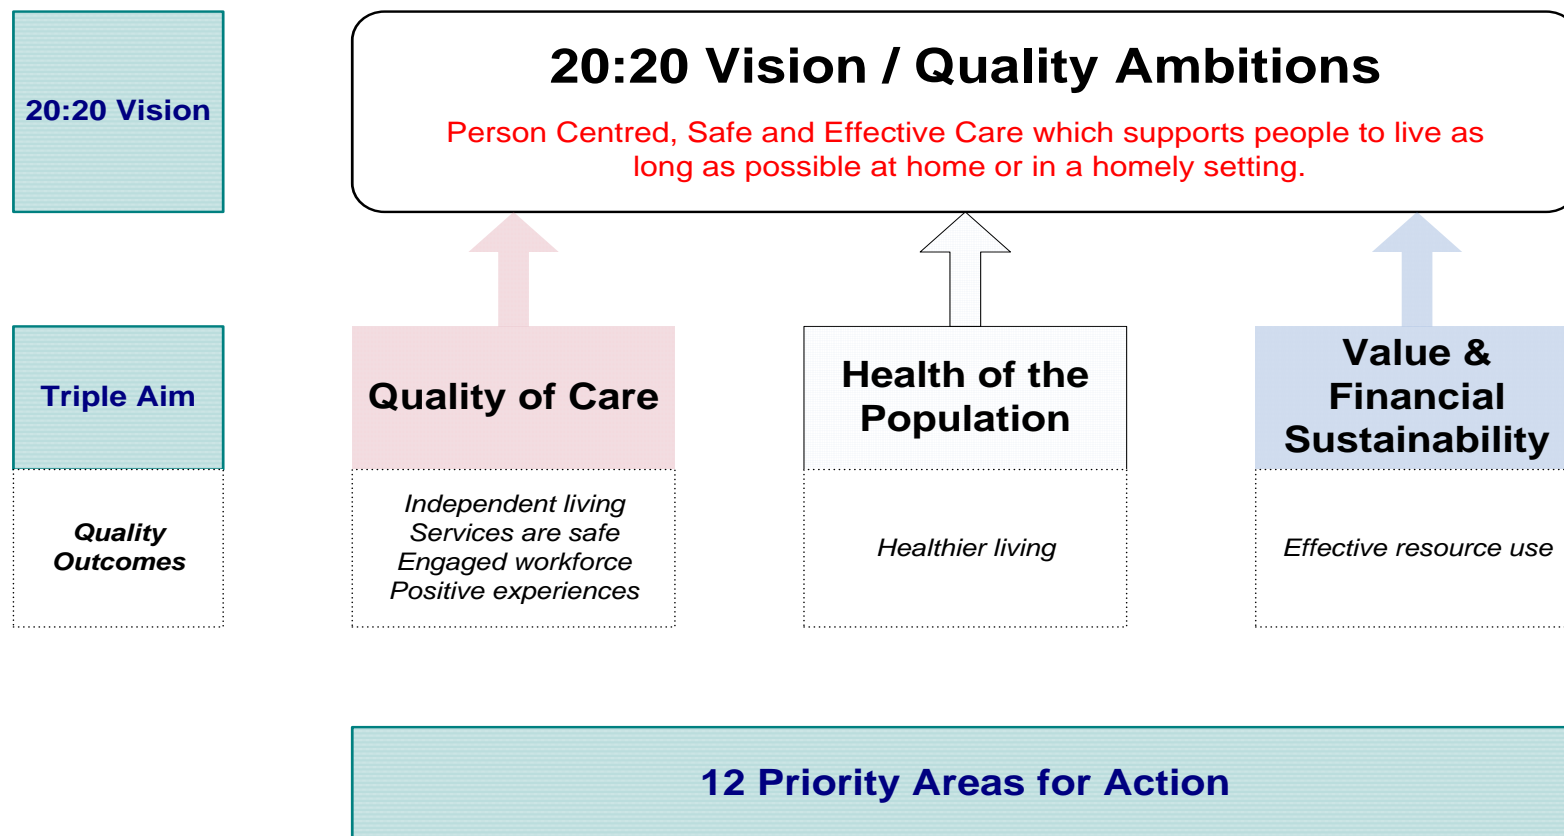 20:20 Vision
20:20 Vision / Quality Ambitions
Person Centred, Safe and Effective Care which supports people to live as
long as possible at home or in a homely setting.
Triple Aim
Quality of Care
Health of the
Population
Value &
Financial
Sustainability
Quality
Outcomes
Independent living
Services are safe
Engaged workforce
Positive experiences
Healthier living
Effective resource use
12 Priority Areas for Action